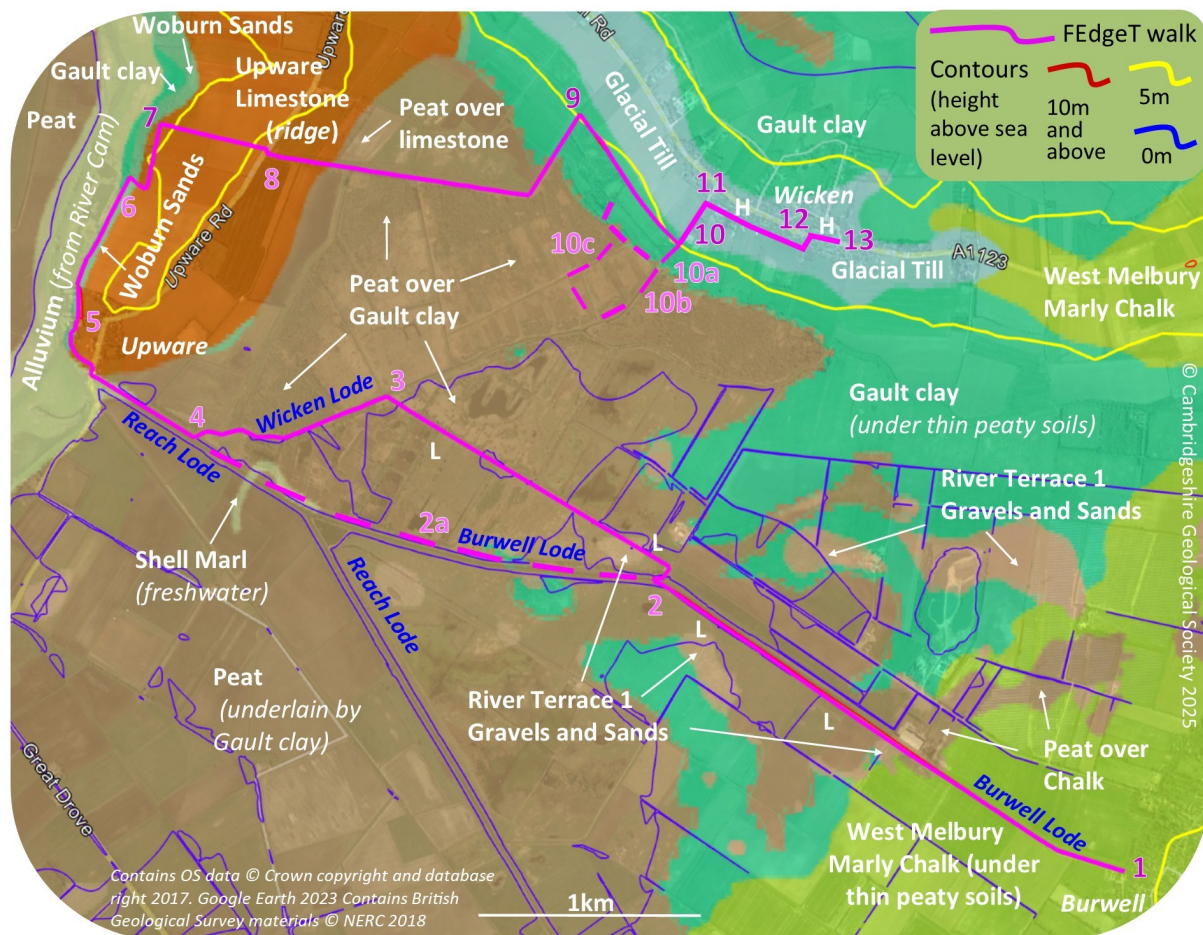 Woburn Sands
Gault clay
Peat
Upware
Limestone
(ridge)
Upware
Peat over
limestone
Glacial Till
Gault clay
Wicken
FEdgeT walk
Contours
(height
above sea
level)
10m
and
above
5m
0m
7
8
9
6
Woburn Sands
Upware Rd
Alluvium (from River Cam)
5
Upware
10c
10a
10b
10
11
H
12
H
13
Glacial Till
A1123
West Melbury
Marly Chalk
Peat over
Gault clay
Wicken Lode
3
4
Reach Lode
L
2a
Burwell Lode
L
2
Shell Marl
(freshwater)
Reach Lode
Gault clay
(under thin peaty soils)
River Terrace 1
Gravels and Sands
Peat
(underlain by
Gault clay)
River Terrace 1
Gravels and Sands
L
L
Peat over
Chalk
Burwell Lode
West Melbury
Marly Chalk (under
thin peaty soils)
1
Burwell
Great Drove
Contains OS data © Crown copyright and database
right 2017. Google Earth 2023 Contains British
Geological Survey materials © NERC 2018
1km
© Cambridgeshire Geological Society 2025